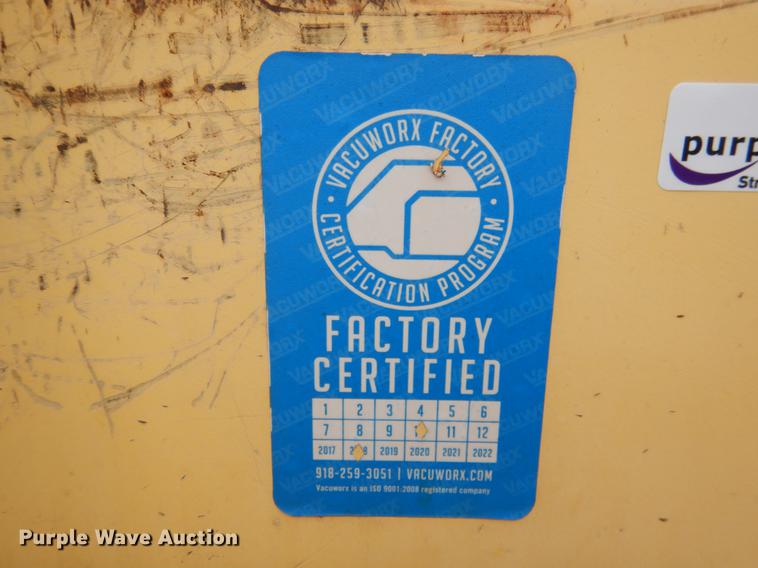 VACUWORX FACTORY
CERTIFICATION PROGRAM
FACTORY
CERTIFIED
1 2 3 4 5 6
7 8 9 11 12
2017 2019 2020 2021 2022
918-259-3051 | VACUWORX.COM
Vacuworx is an ISO 9001:2008 registered company
purp
Str
Purple Wave Auction